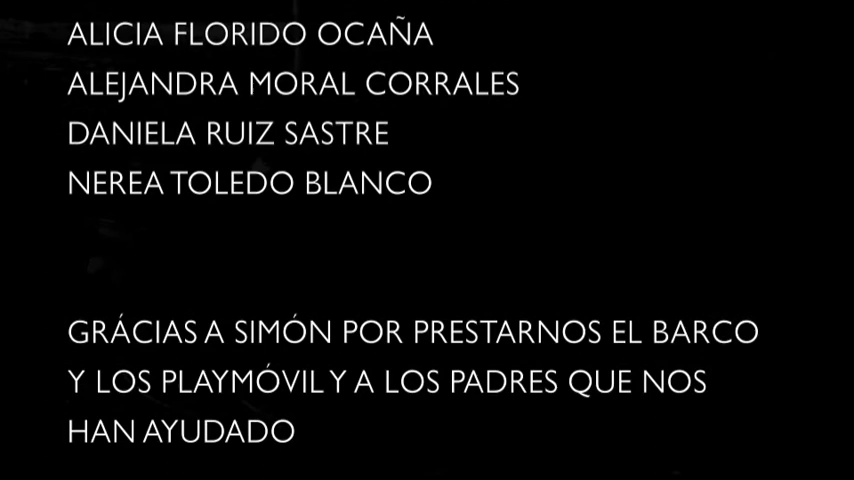 ALICIA FLORIDO OCAÑA
ALEJANDRA MORAL CORRALES
DANIELA RUIZ SASTRE
NEREA TOLEDO BLANCO
GRÁCIAS A SIMÓN POR PRESTARNOS EL BARCO
Y LOS PLAYMÓVIL Y A LOS PADRES QUE NOS
HAN AYUDADO